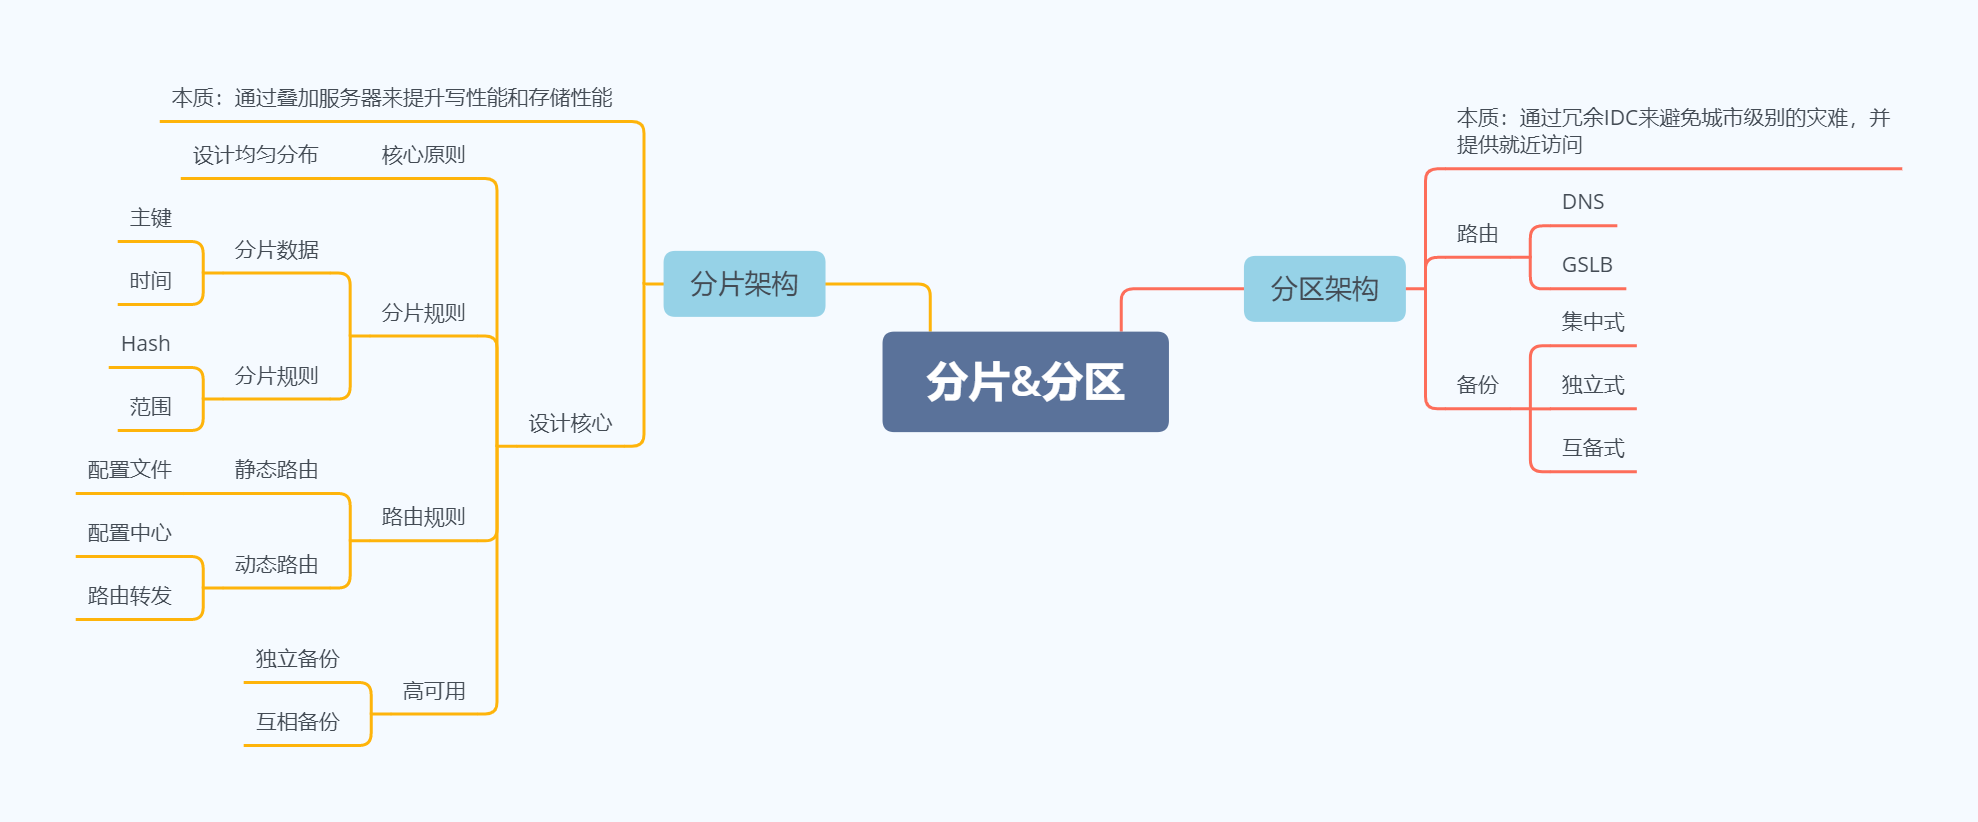 分片&分区
分片架构
本质：通过叠加服务器来提升写性能和存储性能
设计核心
核心原则
设计均匀分布
分片规则
分片数据
主键
时间
分片规则
Hash
范围
路由规则
静态路由
配置文件
动态路由
配置中心
路由转发
高可用
独立备份
互相备份
分区架构
本质：通过冗余IDC来避免城市级别的灾难，并
提供就近访问
路由
DNS
GSLB
备份
集中式
独立式
互备式